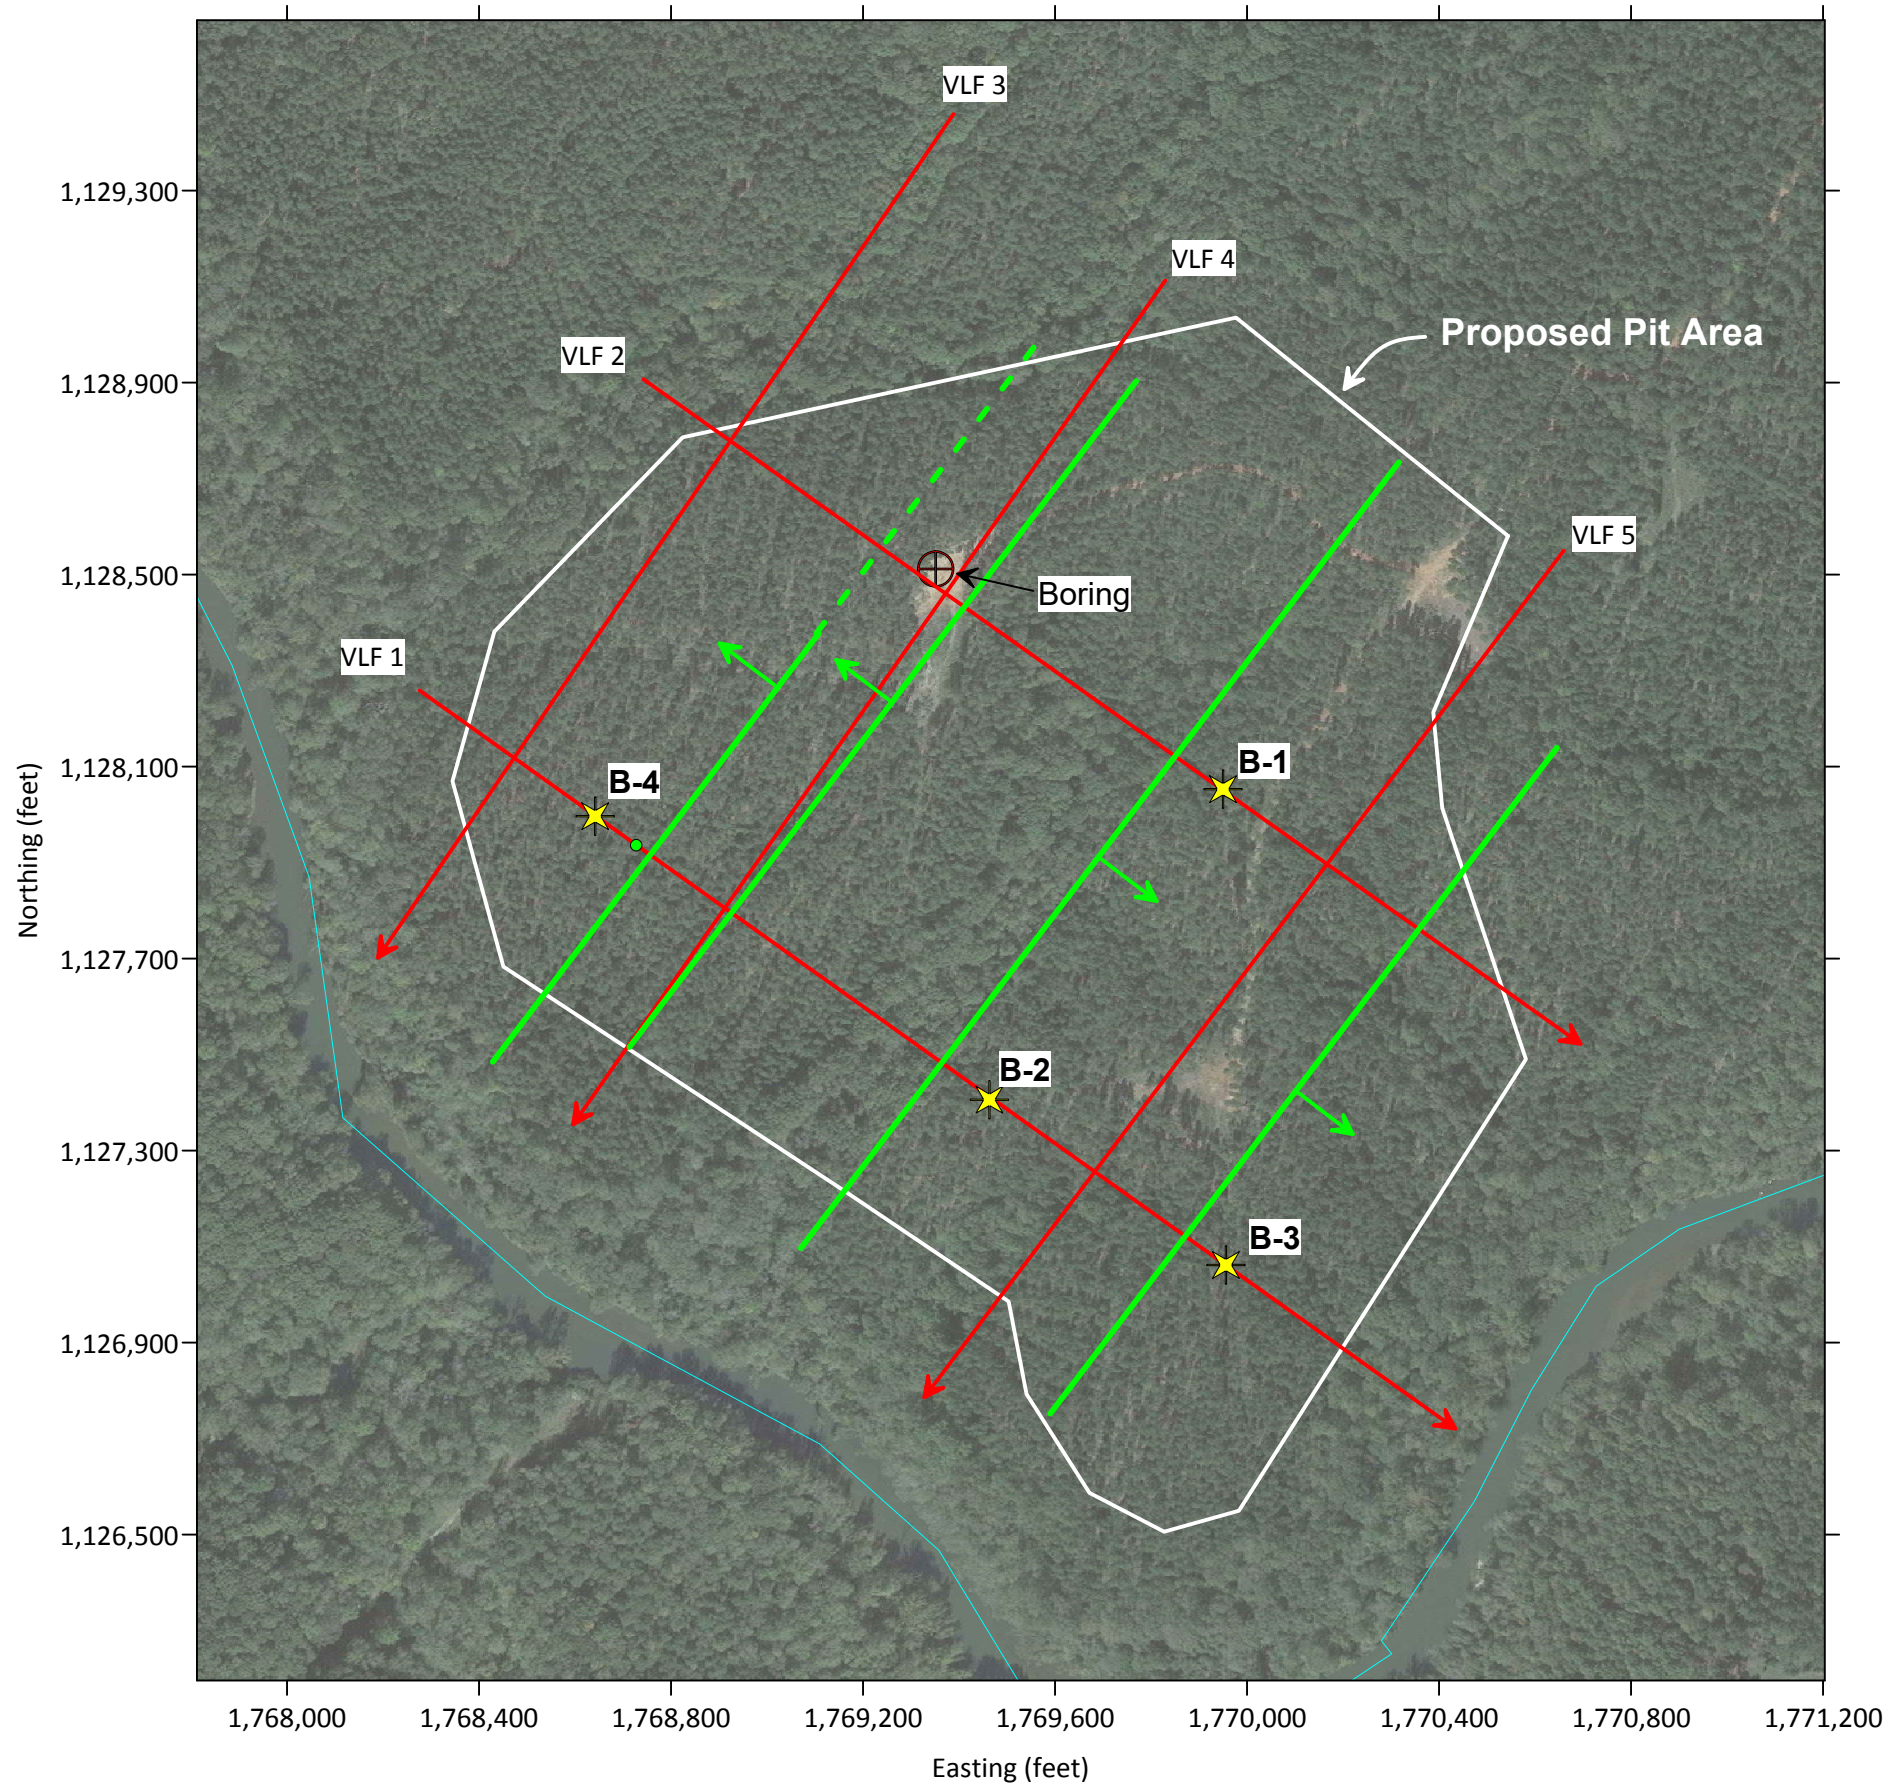 VLF 3
1,129,300
VLF 4
Proposed Pit Area
VLF 2
1,128,900
VLF 5
1,128,500
Boring
VLF 1
B-4
B-1
1,128,100
Northing (feet)
1,127,700
B-2
1,127,300
B-3
1,126,900
1,126,500
1,768,000
1,768,400
1,768,800
1,769,200
1,769,600
1,770,000
1,770,400
1,770,800
1,771,200
Easting (feet)